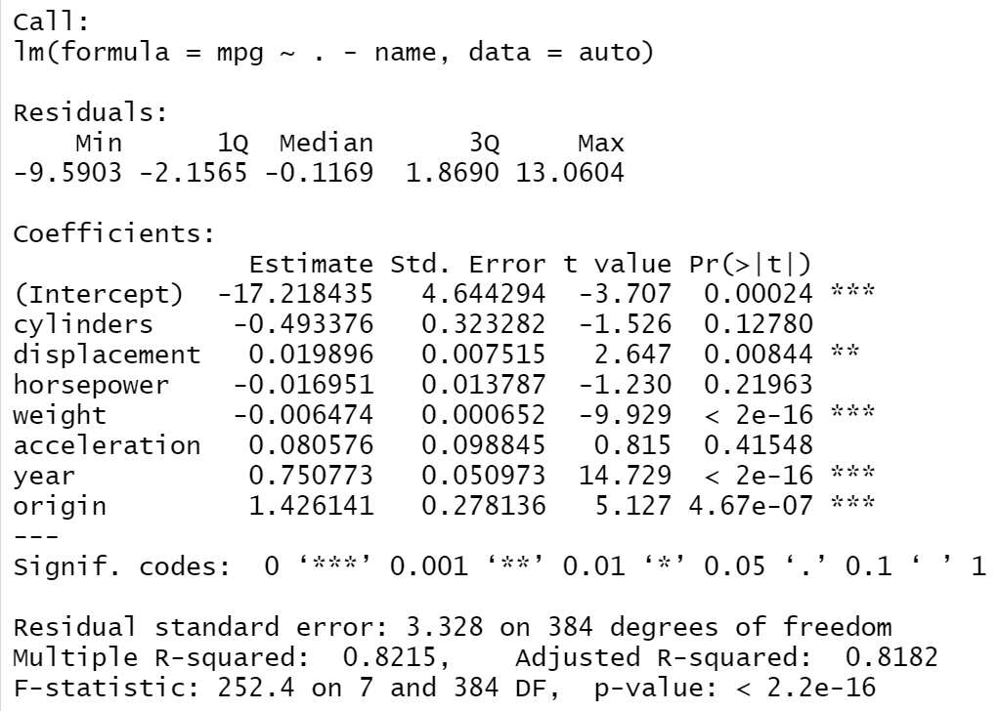 Call:
lm(formula = mpg ~ . - name, data = auto)

Residuals:
    Min      1Q  Median      3Q     Max
-9.5903 -2.1565 -0.1169  1.8690 13.0604

Coefficients:
               Estimate Std. Error t value Pr(>|t|)
(Intercept)  -17.218435   4.644294  -3.707  0.00024 ***
cylinders     -0.493376   0.323282  -1.526  0.12780
displacement   0.019896   0.007515   2.647  0.00844 **
horsepower    -0.016951   0.013787  -1.230  0.21963
weight        -0.006474   0.000652  -9.929  < 2e-16 ***
acceleration   0.080576   0.098845   0.815  0.41548
year           0.750773   0.050973  14.729  < 2e-16 ***
origin         1.426141   0.278136   5.127 4.67e-07 ***
---
Signif. codes:  0 ‘***’ 0.001 ‘**’ 0.01 ‘*’ 0.05 ‘.’ 0.1 ‘ ’ 1

Residual standard error: 3.328 on 384 degrees of freedom
Multiple R-squared:  0.8215,    Adjusted R-squared:  0.8182
F-statistic: 252.4 on 7 and 384 DF,  p-value: < 2.2e-16